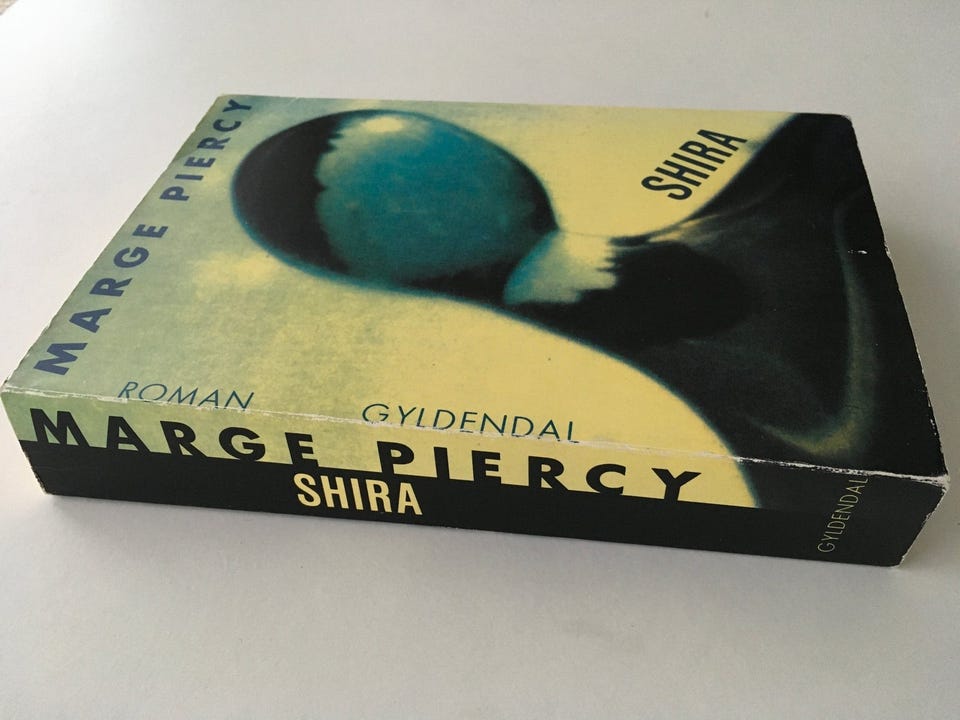 MARGE PIERCY
SHIRA
ROMAN
GYLDENDAL
MARGE PIERCY
SHIRA
GYLDENDAL